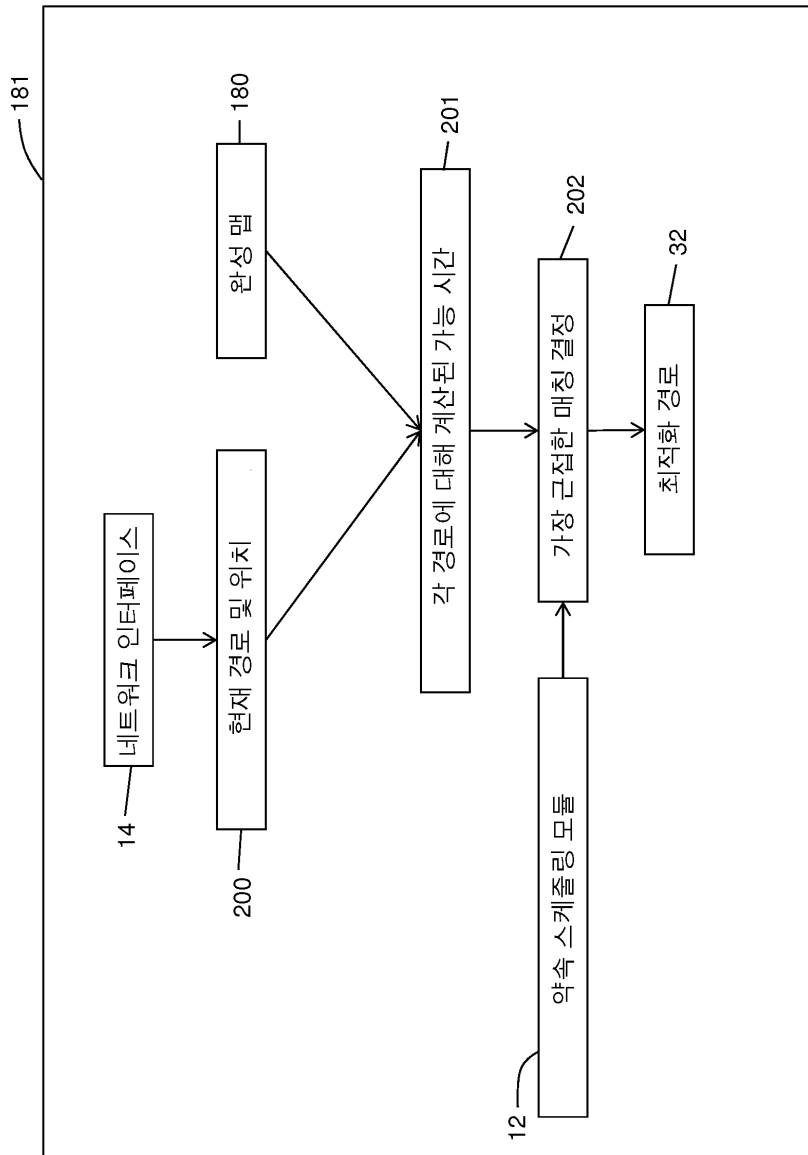 181
네트워크 인터페이스
14
현재 경로 및 위치
200
완성 맵
180
각 경로에 대해 계산된 가능 시간
201
약속 스케줄링 모듈
12
가장 근접한 매칭 결정
202
최적화 경로
32